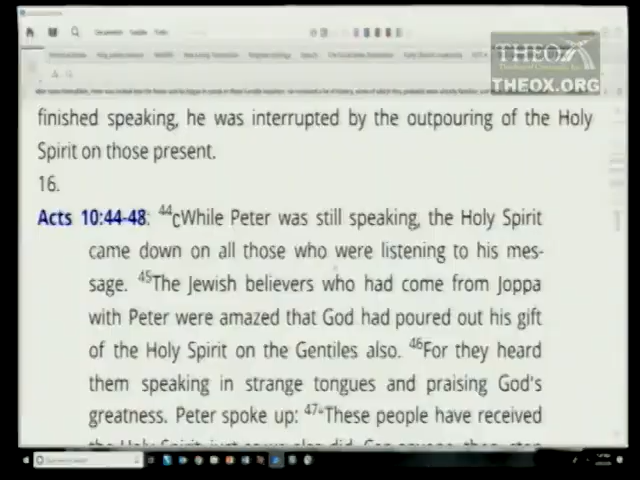 THEOX
THEOX.ORG
finished speaking, he was interrupted by the outpouring of the Holy
Spirit on those present.
16.
Acts 10:44-48: 44cWhile Peter was still speaking, the Holy Spirit
came down on all those who were listening to his mes-
sage. 45The Jewish believers who had come from Joppa
with Peter were amazed that God had poured out his gift
of the Holy Spirit on the Gentiles also. 46For they heard
them speaking in strange tongues and praising God's
greatness. Peter spoke up: 47"These people have received